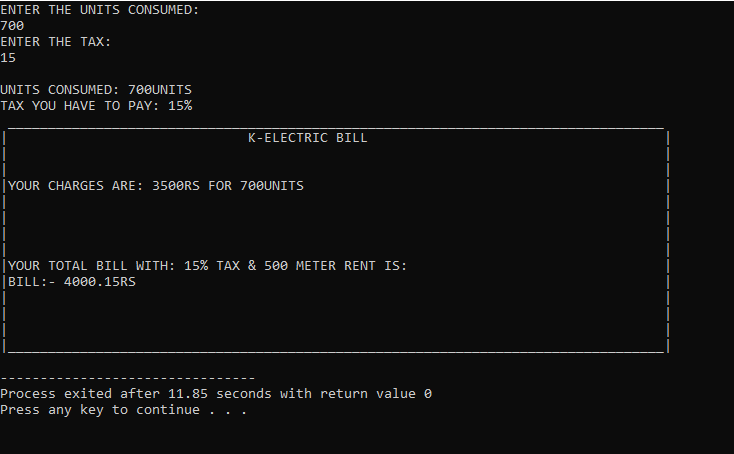 ENTER THE UNITS CONSUMED:
700
ENTER THE TAX:
15
UNITS CONSUMED: 700UNITS
TAX YOU HAVE TO PAY: 15%
K-ELECTRIC BILL
YOUR CHARGES ARE: 3500RS FOR 700UNITS
YOUR TOTAL BILL WITH: 15% TAX & 500 METER RENT IS:
BILL:- 4000.15RS
--------------------------------
Process exited after 11.85 seconds with return value 0
Press any key to continue . . .